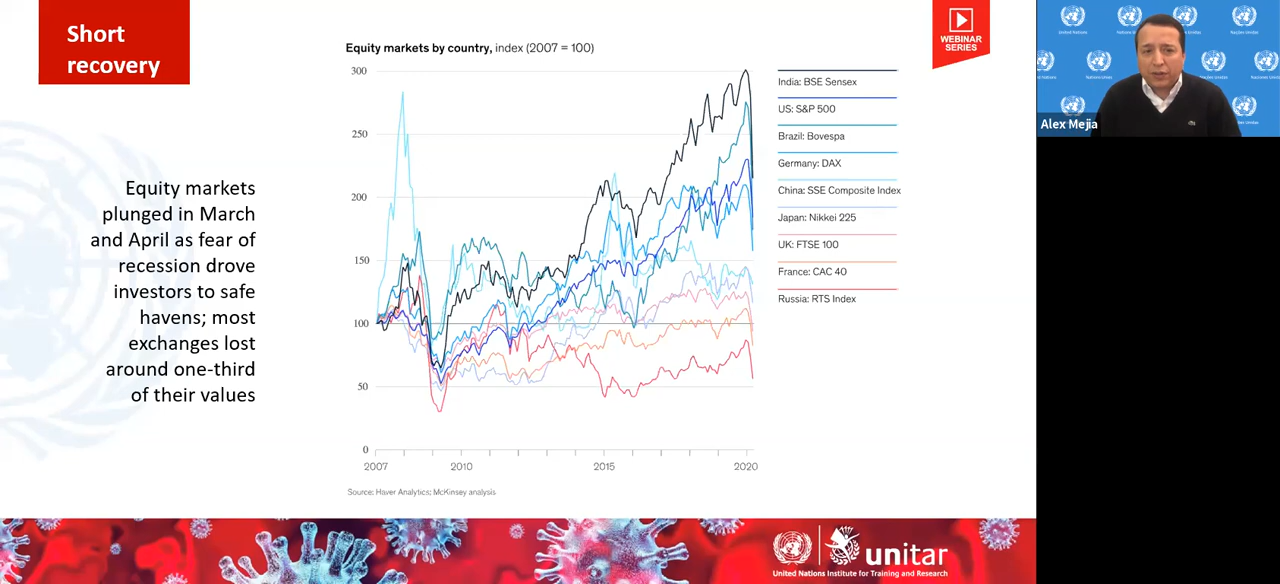 Short
recovery
Equity markets
plunged in March
and April as fear of
recession drove
investors to safe
havens; most
exchanges lost
around one-third
of their values
Equity markets by country, index (2007 = 100)
300
250
200
150
100
50
0
2007
2010
2015
2020
India: BSE Sensex
US: S&P 500
Brazil: Bovespa
Germany: DAX
China: SSE Composite Index
Japan: Nikkei 225
UK: FTSE 100
France: CAC 40
Russia: RTS Index
Source: Haver Analytics; McKinsey analysis
WEBINAR
SERIES
unitar
United Nations Institute for Training and Research
United Nations
Nations Unies
Alex Mejia